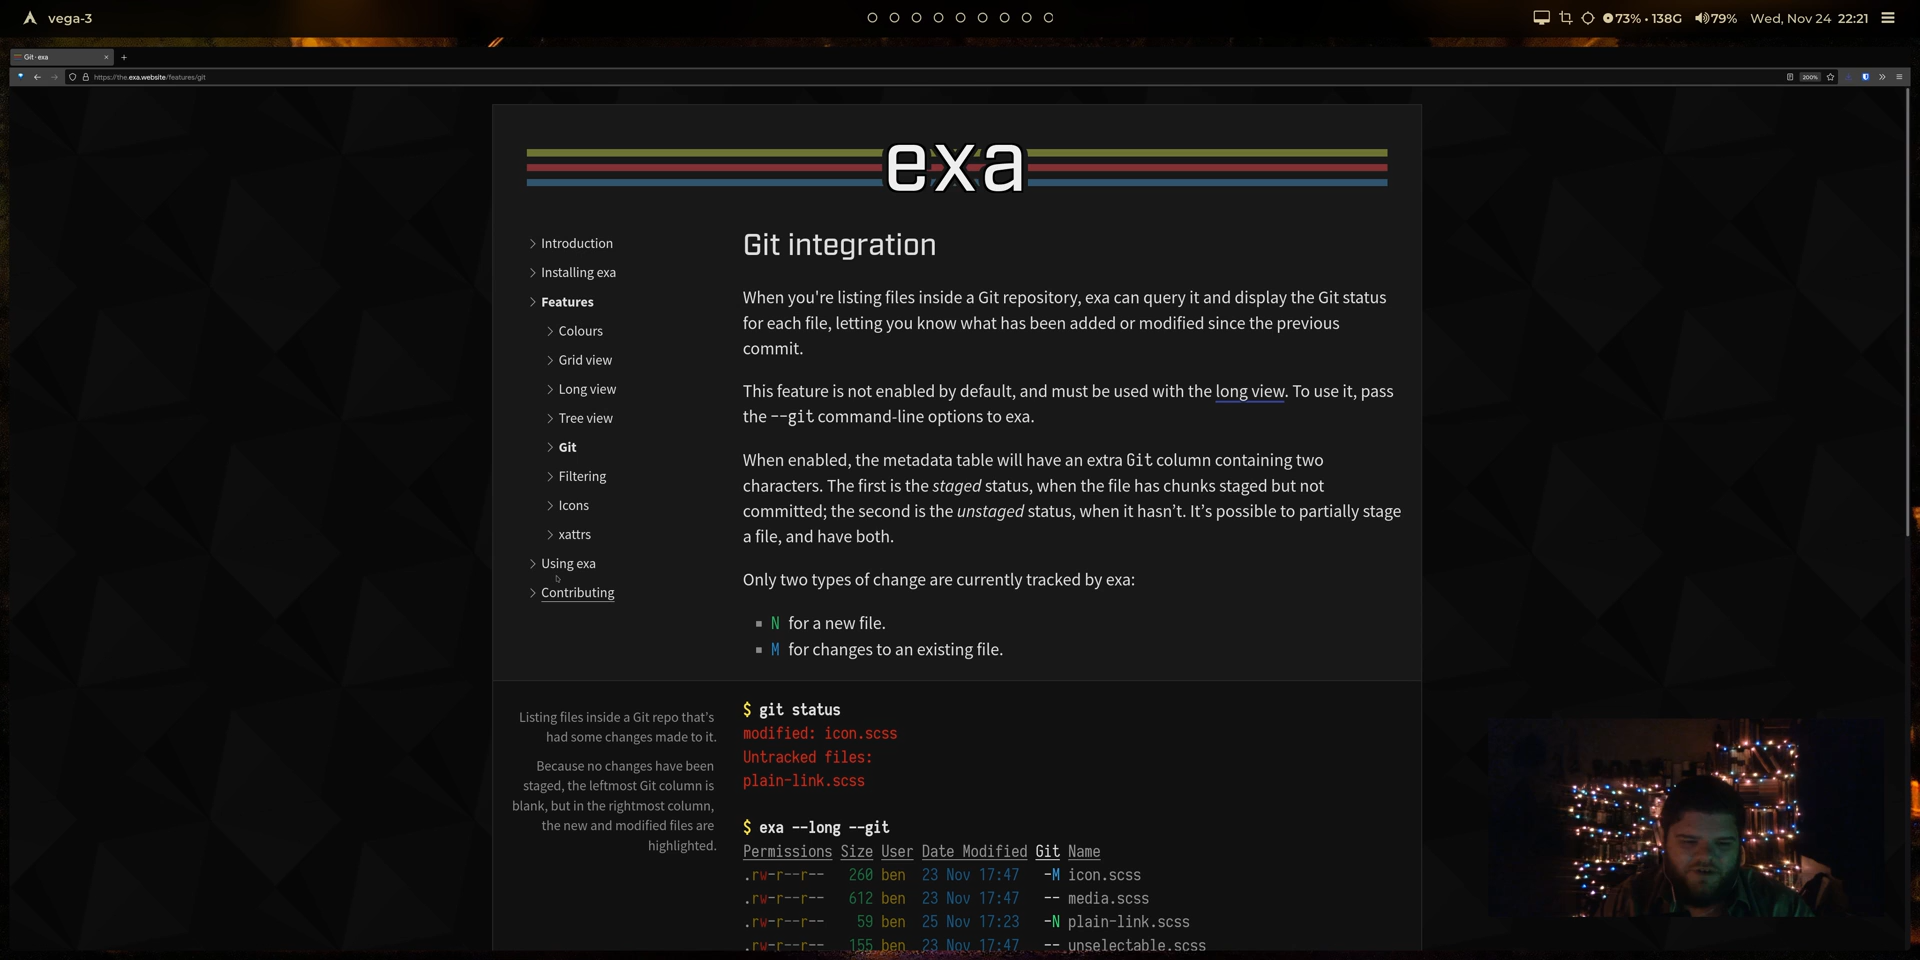 vega-3
73% • 138G
79%
Wed, Nov 24 22:21
Git · exa
https://the.exa.website/features/git
200%
exa
Introduction
Installing exa
Features
Colours
Grid view
Long view
Tree view
Git
Filtering
Icons
xattrs
Using exa
Contributing
Git integration
When you're listing files inside a Git repository, exa can query it and display the Git status
for each file, letting you know what has been added or modified since the previous
commit.
This feature is not enabled by default, and must be used with the long view. To use it, pass
the --git command-line options to exa.
When enabled, the metadata table will have an extra Git column containing two
characters. The first is the staged status, when the file has chunks staged but not
committed; the second is the unstaged status, when it hasn't. It's possible to partially stage
a file, and have both.
Only two types of change are currently tracked by exa:
N for a new file.
M for changes to an existing file.
Listing files inside a Git repo that's
had some changes made to it.
Because no changes have been
staged, the leftmost Git column is
blank, but in the rightmost column,
the new and modified files are
highlighted.
$ git status
modified: icon.scss
Untracked files:
plain-link.scss
$ exa --long --git
Permissions Size User Date Modified Git Name
.rw-r--r-- 260 ben 23 Nov 17:47 -M icon.scss
.rw-r--r-- 612 ben 23 Nov 17:47 -- media.scss
.rw-r--r-- 59 ben 25 Nov 17:23 -N plain-link.scss
.rw-r--r-- 155 ben 23 Nov 17:47 -- unselectable.scss